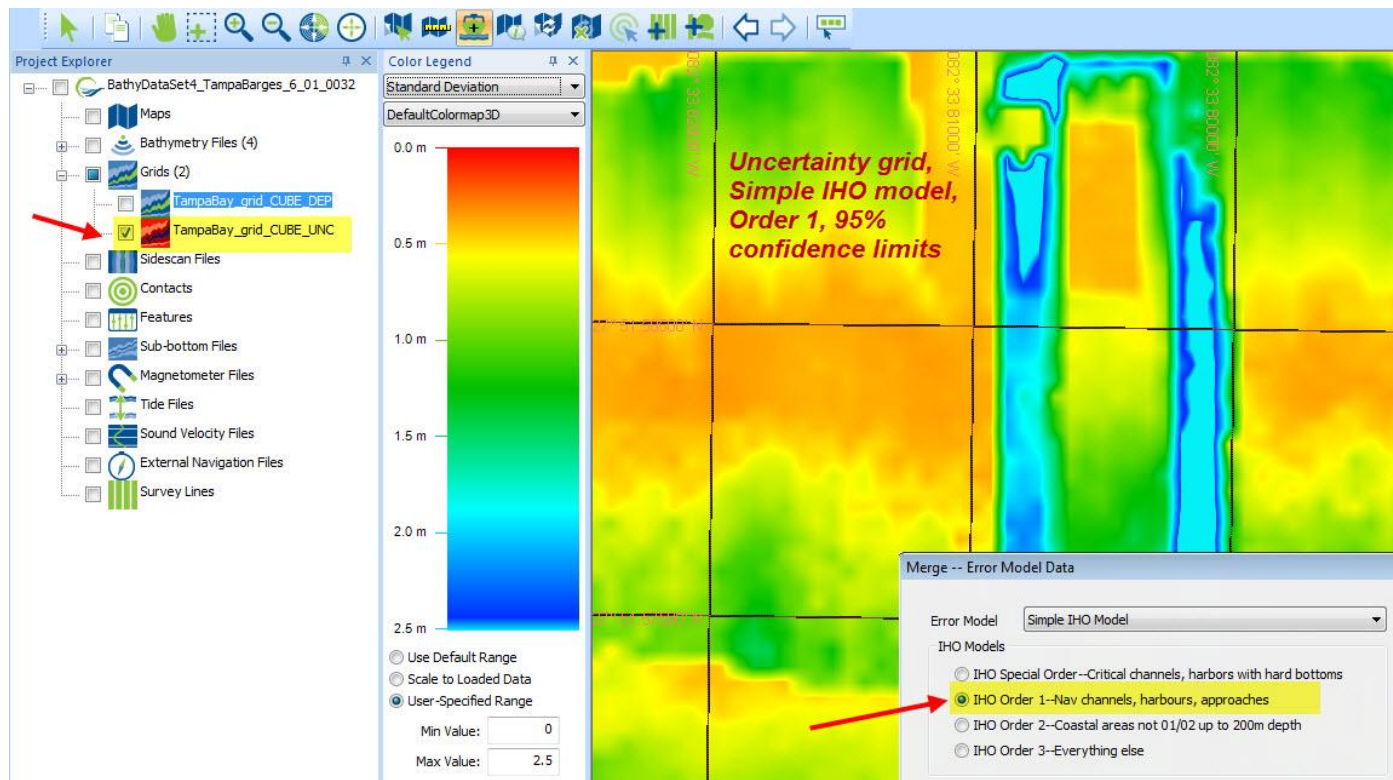 Project Explorer
BathyDataSet4_TampaBarges_6_01_0032
Maps
Bathymetry Files (4)
Grids (2)
TampaBay_grid_CUBE_DEP
TampaBay_grid_CUBE_UNC
Sidescan Files
Contacts
Features
Sub-bottom Files
Magnetometer Files
Tide Files
Sound Velocity Files
External Navigation Files
Survey Lines
Color Legend
Standard Deviation
DefaultColormap3D
0.0 m
0.5 m
1.0 m
1.5 m
2.0 m
2.5 m
Use Default Range
Scale to Loaded Data
User-Specified Range
Min Value: 0
Max Value: 2.5
Uncertainty grid,
Simple IHO model,
Order 1, 95%
confidence limits
Merge -- Error Model Data
Error Model Simple IHO Model
IHO Models
IHO Special Order--Critical channels, harbors with hard bottoms
IHO Order 1--Nav channels, harbours, approaches
IHO Order 2--Coastal areas not 01/02 up to 200m depth
IHO Order 3--Everything else